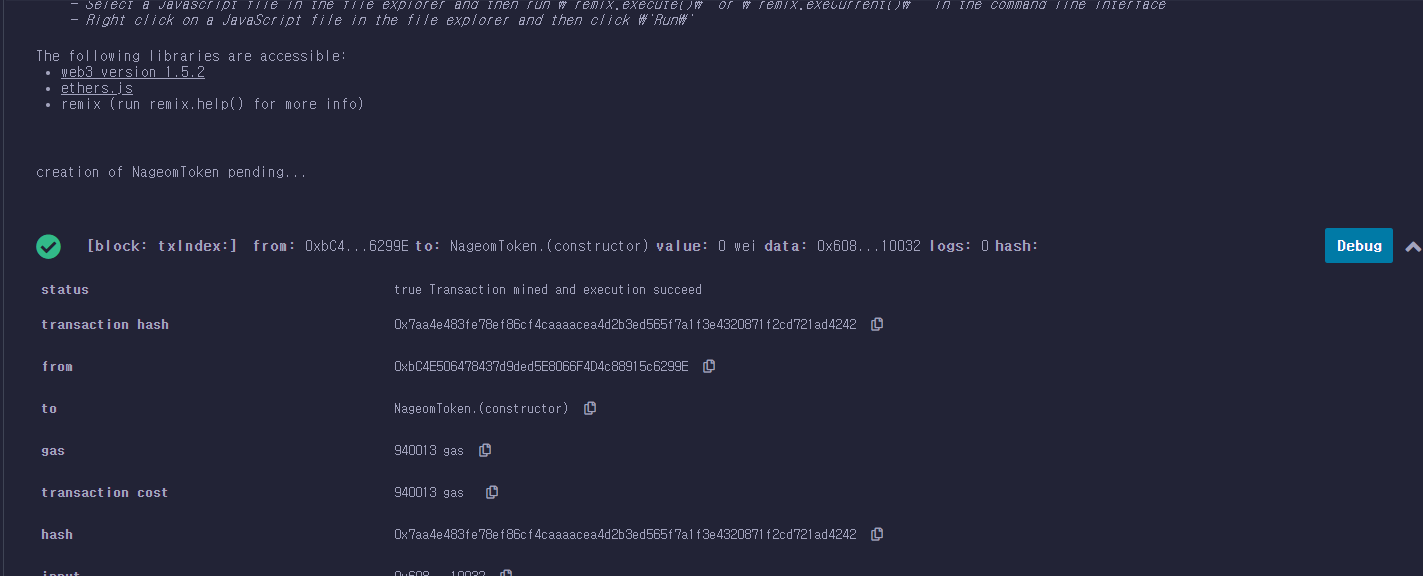 - Select a Javascript file in the file explorer and then run ₩`remix.execute()₩` or ₩`remix.exeCurrent()₩` in the command line interface
- Right click on a JavaScript file in the file explorer and then click ₩`Run₩`
The following libraries are accessible:
• web3 version 1.5.2
• ethers.js
• remix (run remix.help() for more info)
creation of NageomToken pending...
[block: txIndex:] from: 0xbC4...6299E to: NageomToken.(constructor) value: 0 wei data: 0x608...10032 logs: 0 hash: Debug
status true Transaction mined and execution succeed
transaction hash 0x7aa4e483fe78ef86cf4caaaacea4d2b3ed565f7a1f3e4320871f2cd721ad4242
from 0xbC4E506478437d9ded5E8066F4D4c88915c6299E
to NageomToken.(constructor)
gas 940013 gas
transaction cost 940013 gas
hash 0x7aa4e483fe78ef86cf4caaaacea4d2b3ed565f7a1f3e4320871f2cd721ad4242
input 0x608...10032